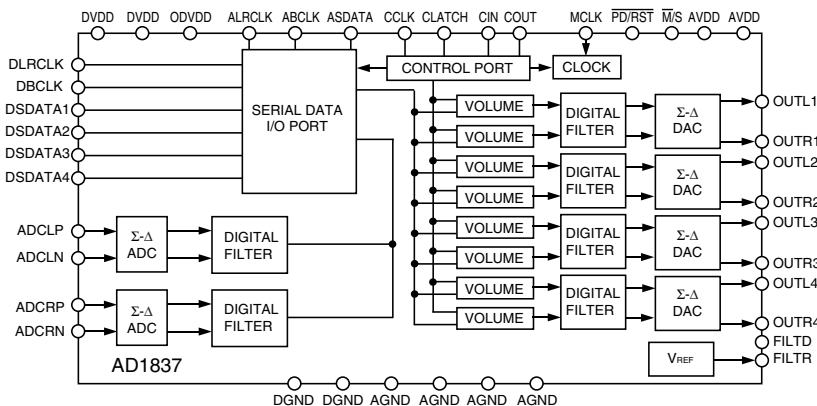 DVDD DVDD ODVDD ALRCLK ABCLK ASDATA CCLK CLATCH CIN COUT MCLK PD/RST M/S AVDD AVDD
DLRCLK
DBCLK
DSDATA1
DSDATA2
DSDATA3
DSDATA4
ADCLP
ADCLN
ADCRP
ADCRN
SERIAL DATA
I/O PORT
CONTROL PORT
CLOCK
Σ-Δ
ADC
DIGITAL
FILTER
Σ-Δ
ADC
DIGITAL
FILTER
VOLUME
VOLUME
VOLUME
VOLUME
VOLUME
VOLUME
VOLUME
VOLUME
DIGITAL
FILTER
DIGITAL
FILTER
DIGITAL
FILTER
DIGITAL
FILTER
Σ-Δ
DAC
Σ-Δ
DAC
Σ-Δ
DAC
Σ-Δ
DAC
OUTL1
OUTR1
OUTL2
OUTR2
OUTL3
OUTR3
OUTL4
OUTR4
FILTD
FILTR
VREF
AD1837
DGND DGND AGND AGND AGND AGND